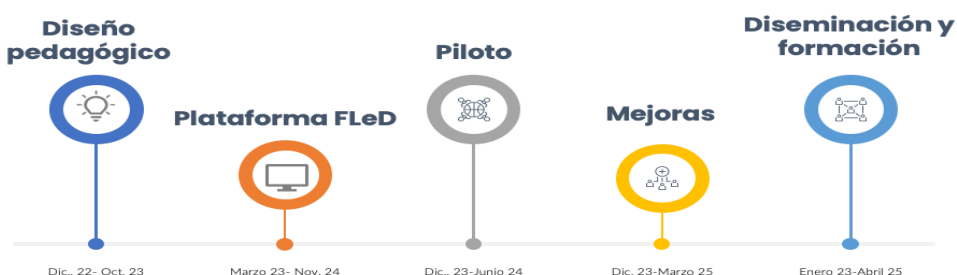 Diseño
pedagógico
Plataforma FLeD
Piloto
Mejoras
Diseminación y
formación
Dic., 22- Oct. 23
Marzo 23- Nov. 24
Dic., 23-Junio 24
Dic. 23-Marzo 25
Enero 23-Abril 25